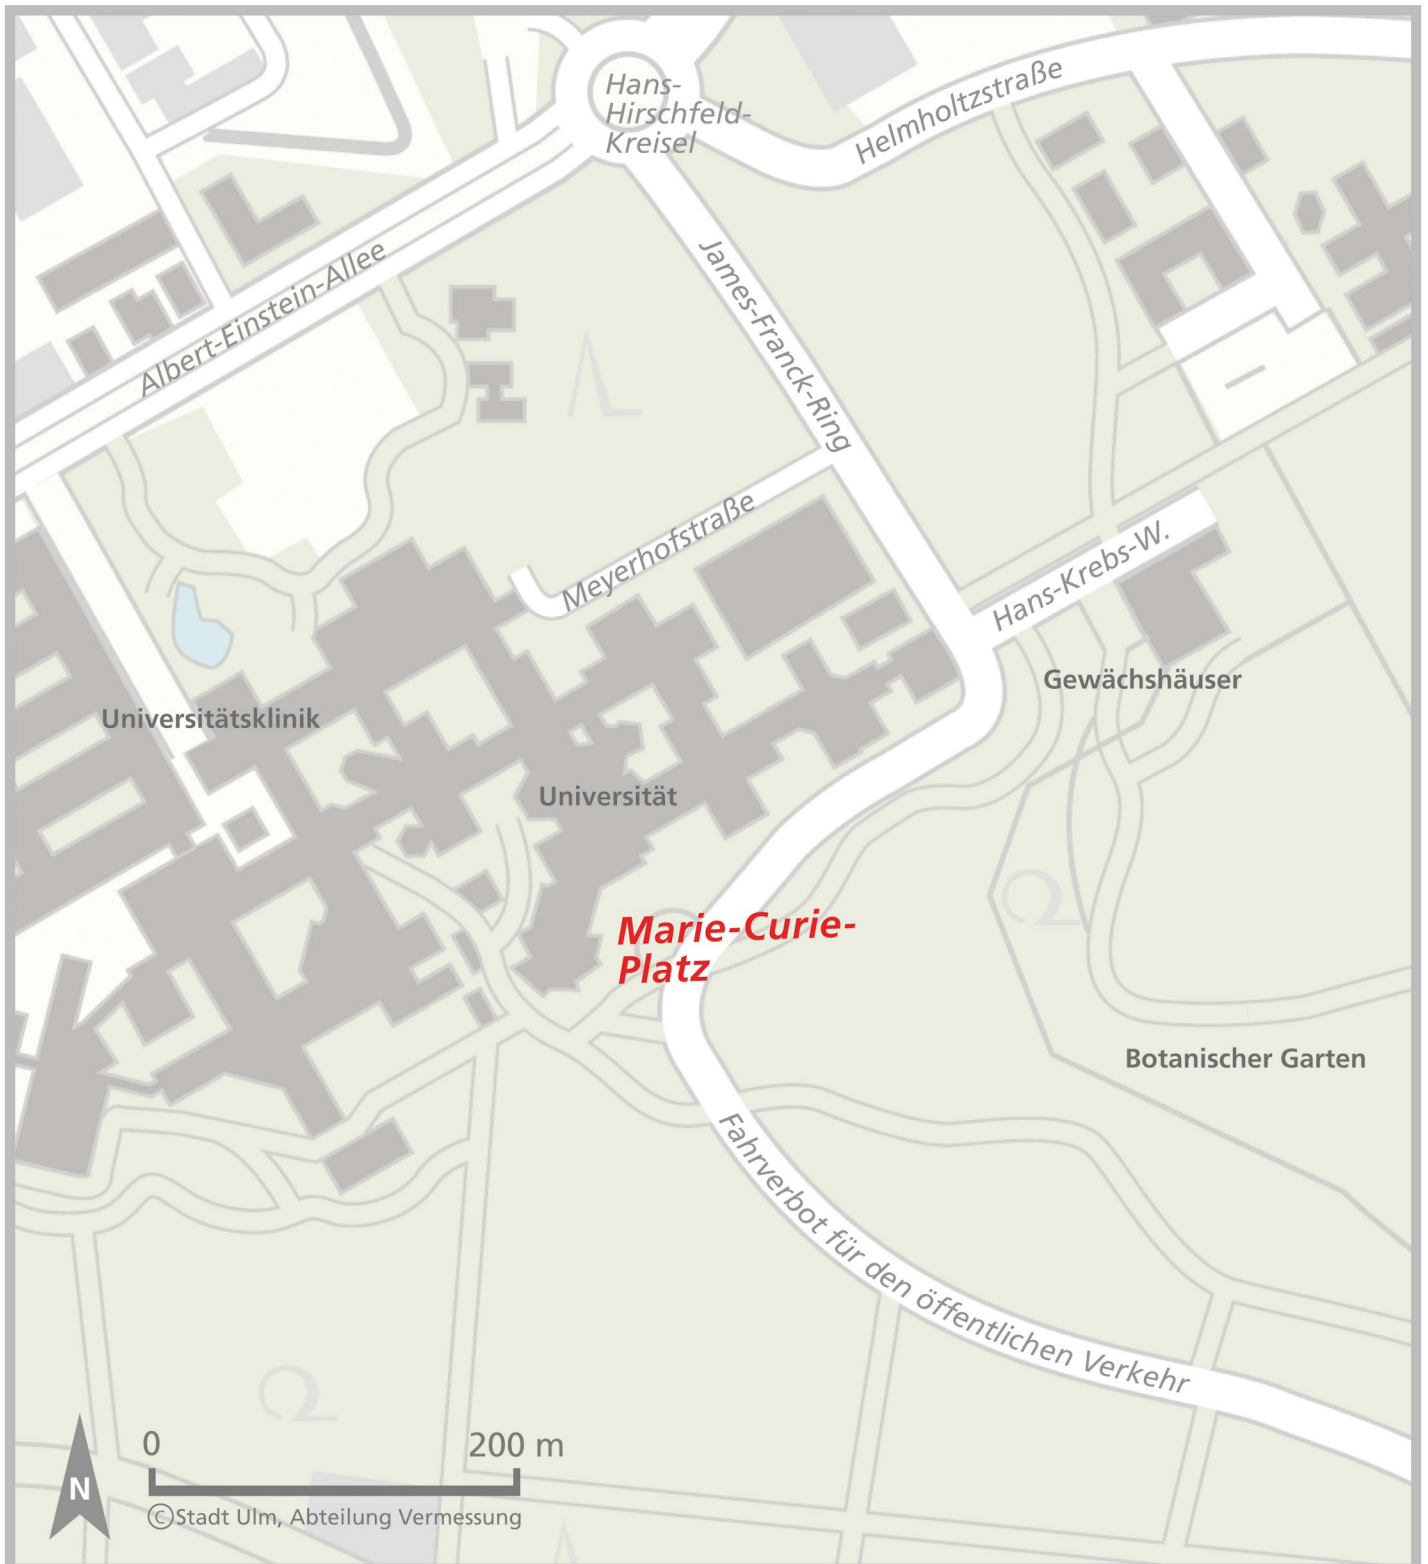 Hans-
Hirschfeld-
Kreisel
Helmholtzstraße
Albert-Einstein-Allee
James-Franck-Ring
Meyerhofstraße
Hans-Krebs-W.
Gewächshäuser
Universitätsklinik
Universität
Marie-Curie-
Platz
Botanischer Garten
Fahrverbot für den öffentlichen Verkehr
0 200 m
N
©Stadt Ulm, Abteilung Vermessung